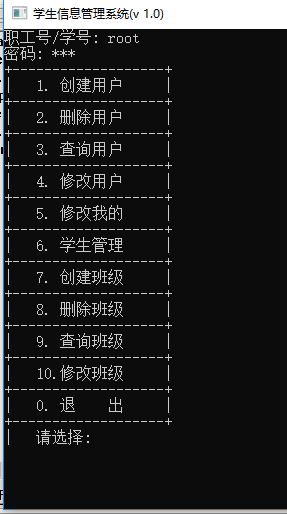 学生信息管理系统(v 1.0)
职工号/学号: root
密码: ***
+--------------------+
|   1. 创建用户      |
+--------------------+
|   2. 删除用户      |
+--------------------+
|   3. 查询用户      |
+--------------------+
|   4. 修改用户      |
+--------------------+
|   5. 修改我的      |
+--------------------+
|   6. 学生管理      |
+--------------------+
|   7. 创建班级      |
+--------------------+
|   8. 删除班级      |
+--------------------+
|   9. 查询班级      |
+--------------------+
|   10.修改班级      |
+--------------------+
|   0. 退    出      |
+--------------------+
|   请选择: